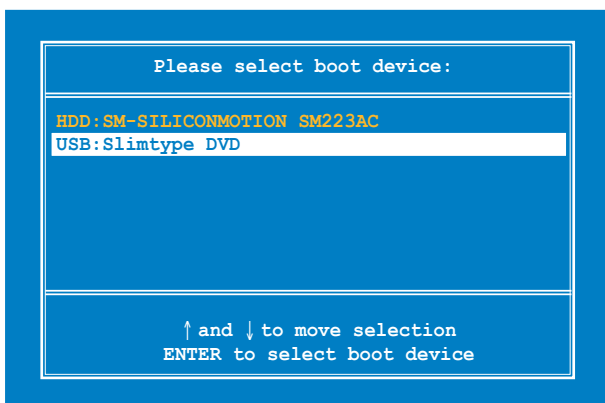 Please select boot device:
HDD:SM-SILICONMOTION SM223AC
USB:Slimtype DVD
↑ and ↓ to move selection
ENTER to select boot device